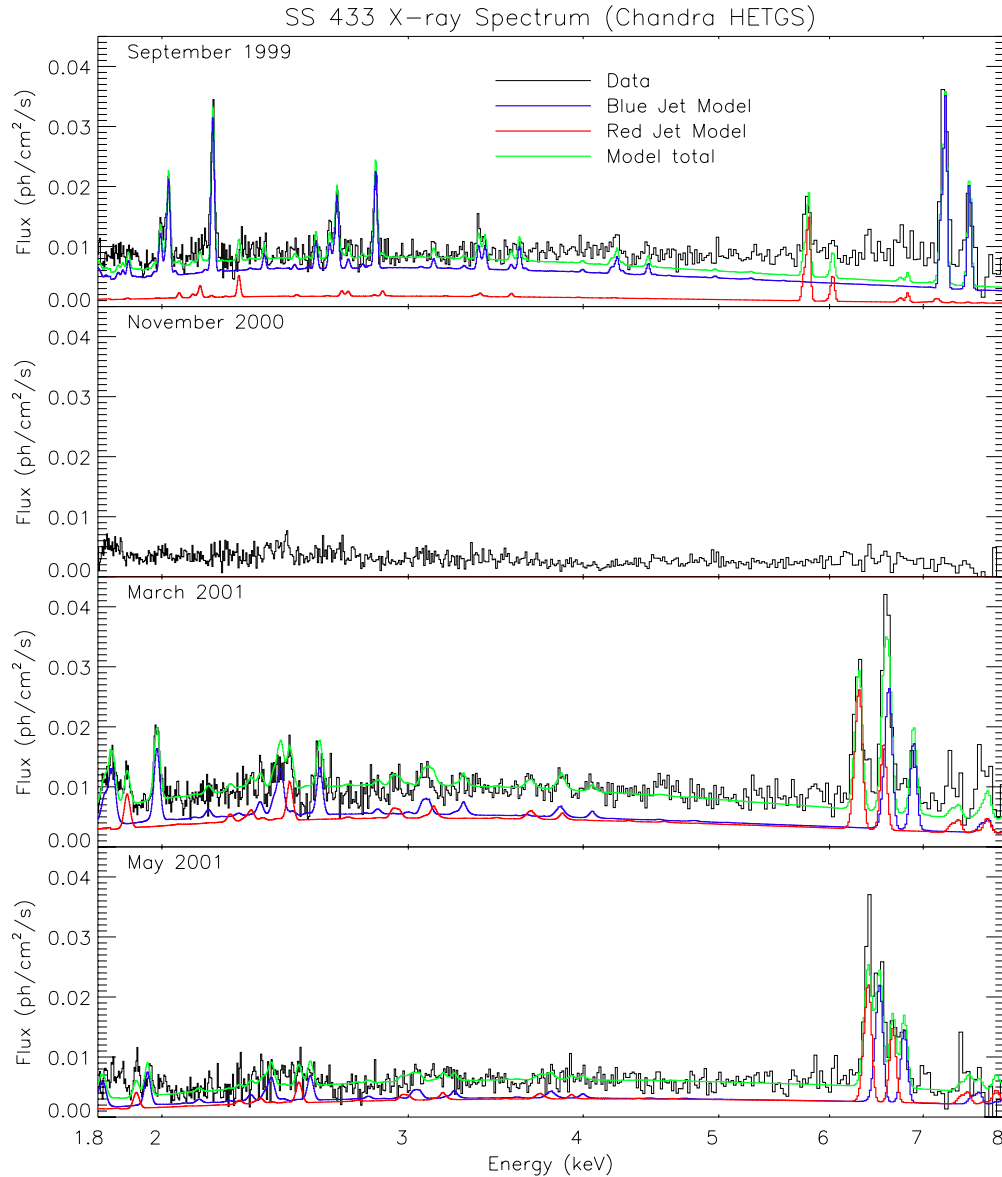 SS 433 X-ray Spectrum (Chandra HETGS)
September 1999
Data
Blue Jet Model
Red Jet Model
Model total
Flux (ph/cm²/s)
0.04
0.03
0.02
0.01
0.00
November 2000
Flux (ph/cm²/s)
0.04
0.03
0.02
0.01
0.00
March 2001
Flux (ph/cm²/s)
0.04
0.03
0.02
0.01
0.00
May 2001
Flux (ph/cm²/s)
0.04
0.03
0.02
0.01
0.00
1.8 2 3 4 5 6 7 8
Energy (keV)